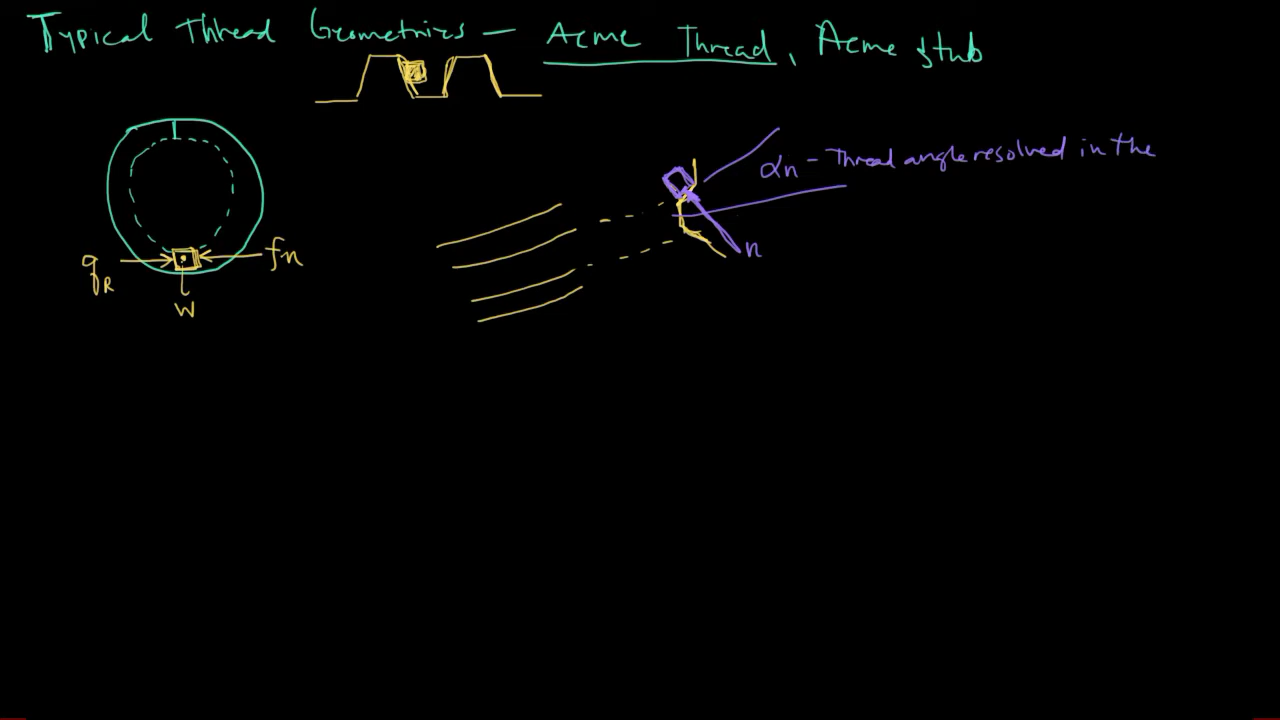 Typical Thread Geometries — Acme Thread, Acme stub
αn – Thread angle resolved in the
n
qR
fn
W